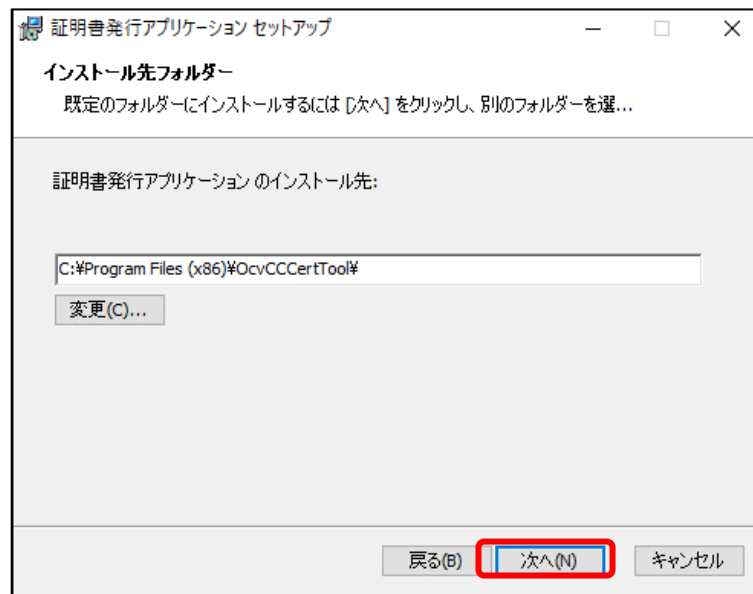 証明書発行アプリケーション セットアップ
インストール先フォルダー
既定のフォルダーにインストールするには [次へ] をクリックし、別のフォルダーを選...
証明書発行アプリケーション のインストール先:
C:¥Program Files (x86)¥OcvCCCertTool¥
変更(C)...
戻る(B) 次へ(N) キャンセル